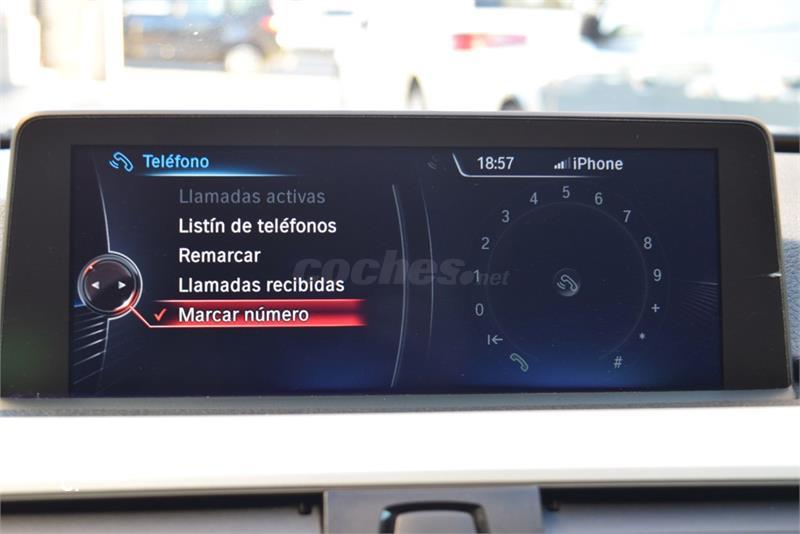 Teléfono
18:57
iPhone
Llamadas activas
Listín de teléfonos
Remarcar
Llamadas recibidas
Marcar número
0 1 2 3 4 5 6 7 8 9 + * #
coches.net